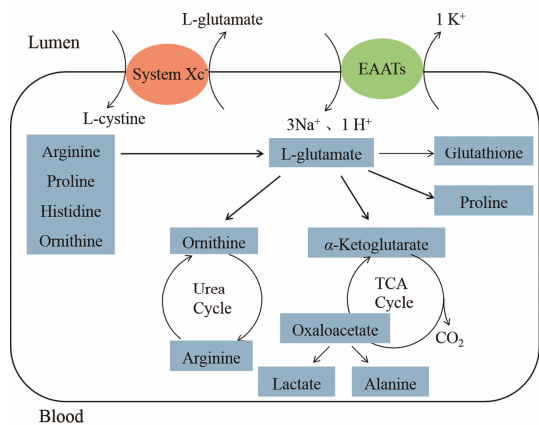 L-glutamate
1 K⁺
Lumen
System Xc⁻
EAATs
L-cystine
3Na⁺ 、1 H⁺
Arginine
Proline
Histidine
Ornithine
L-glutamate
Glutathione
Proline
Ornithine
α-Ketoglutarate
Urea
Cycle
TCA
Cycle
Oxaloacetate
CO₂
Arginine
Lactate
Alanine
Blood